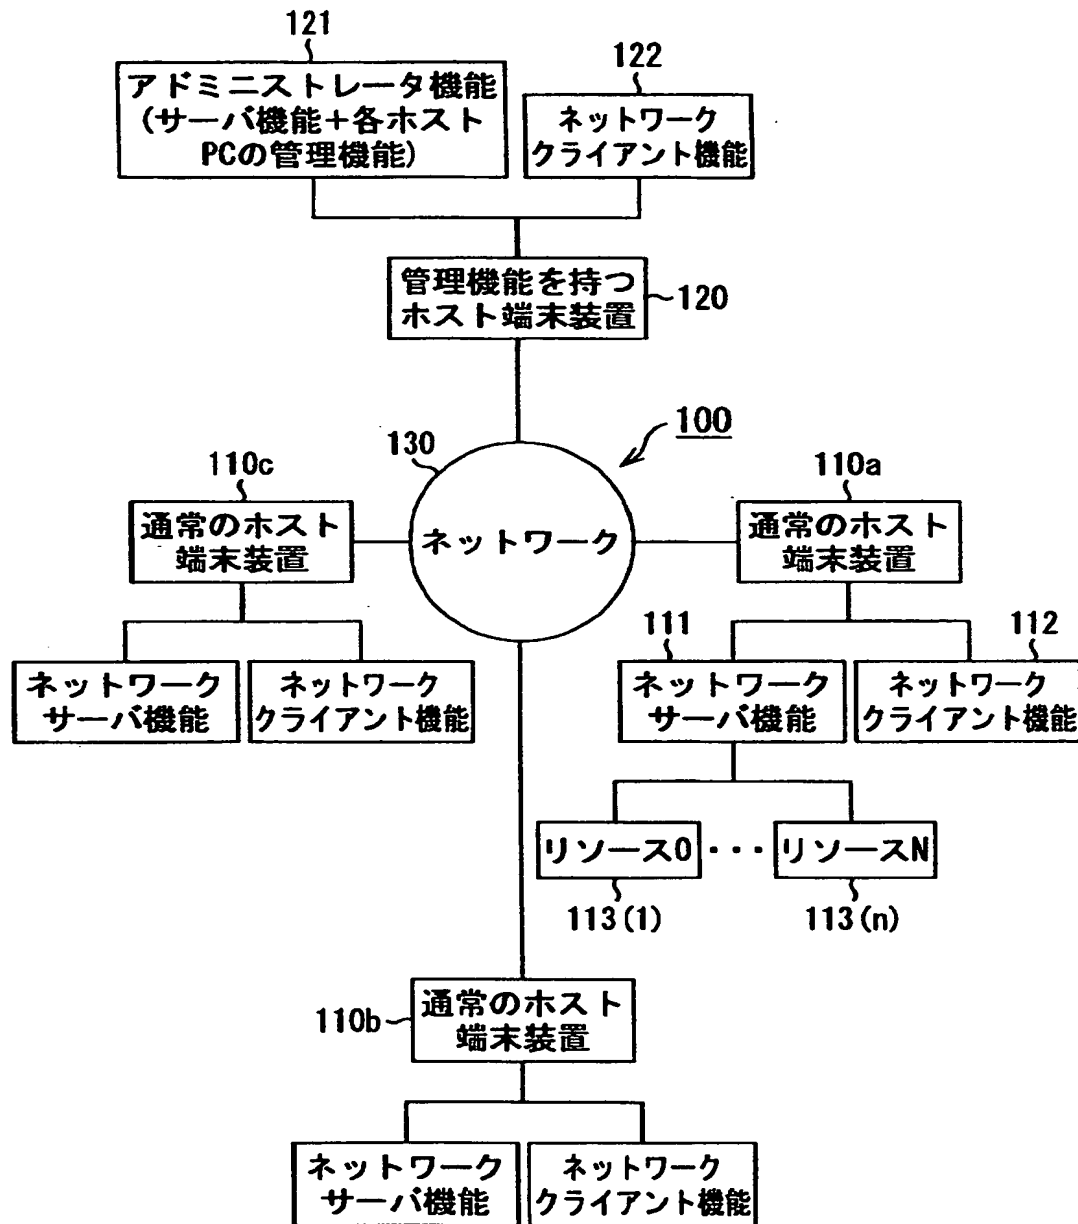 121
アドミニストレータ機能
(サーバ機能+各ホスト
PCの管理機能)
122
ネットワーク
クライアント機能
管理機能を持つ
ホスト端末装置
120
100
130
ネットワーク
110c
通常のホスト
端末装置
110a
通常のホスト
端末装置
ネットワーク
サーバ機能
ネットワーク
クライアント機能
111
ネットワーク
サーバ機能
112
ネットワーク
クライアント機能
リソース0
・・・
リソースN
113(1)
113(n)
110b
通常のホスト
端末装置
ネットワーク
サーバ機能
ネットワーク
クライアント機能